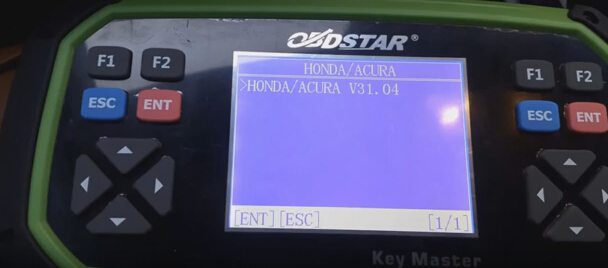 OBDSTAR®
F1 F2
ESC ENT
HONDA/ACURA
>HONDA/ACURA V31.04
[ENT][ESC] [1/1]
F1 F2
ESC ENT
Key Master